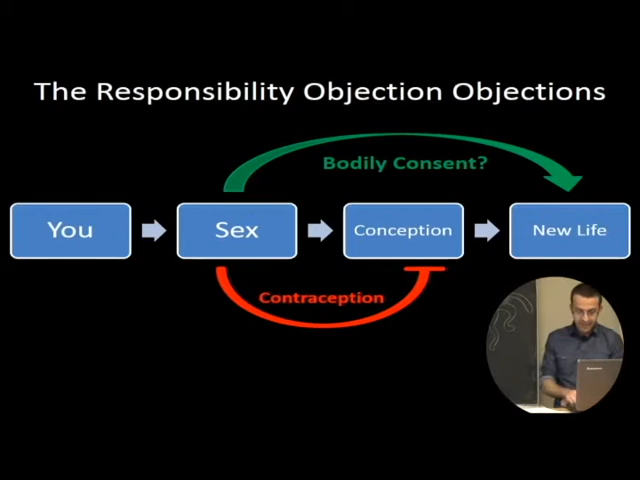 The Responsibility Objection Objections
Bodily Consent?
You
Sex
Conception
New Life
Contraception